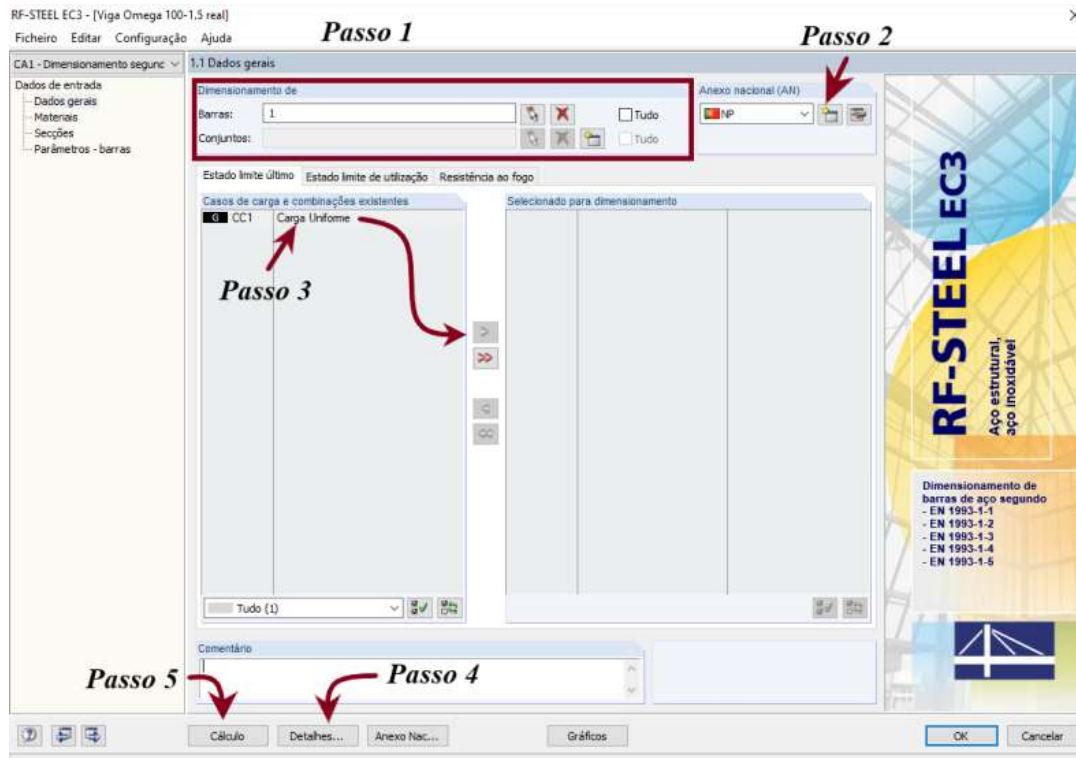 RF-STEEL EC3 - [Viga Omega 100-1.5 real]
Ficheiro Editar Configuração Ajuda
Passo 1
Passo 2
CA1 - Dimensionamento segunc
1.1 Dados gerais
Dados de entrada
Dados gerais
Materiais
Secções
Parâmetros - barras
Dimensionamento de
Barras: 1 Tudo
Conjuntos: Tudo
Anexo nacional (AN)
NP
Estado limite último Estado limite de utilização Resistência ao fogo
Casos de carga e combinações existentes
G CC1 Carga Uniforme
Passo 3
Selecionado para dimensionamento
>
>>
Tudo (1)
Comentário
Passo 4
Passo 5
RF-STEEL EC3
Aço estrutural,
aço inoxidável
Dimensionamento de
barras de aço segundo
- EN 1993-1-1
- EN 1993-1-2
- EN 1993-1-3
- EN 1993-1-4
- EN 1993-1-5
Cálculo Detalhes... Anexo Nac... Gráficos OK Cancelar